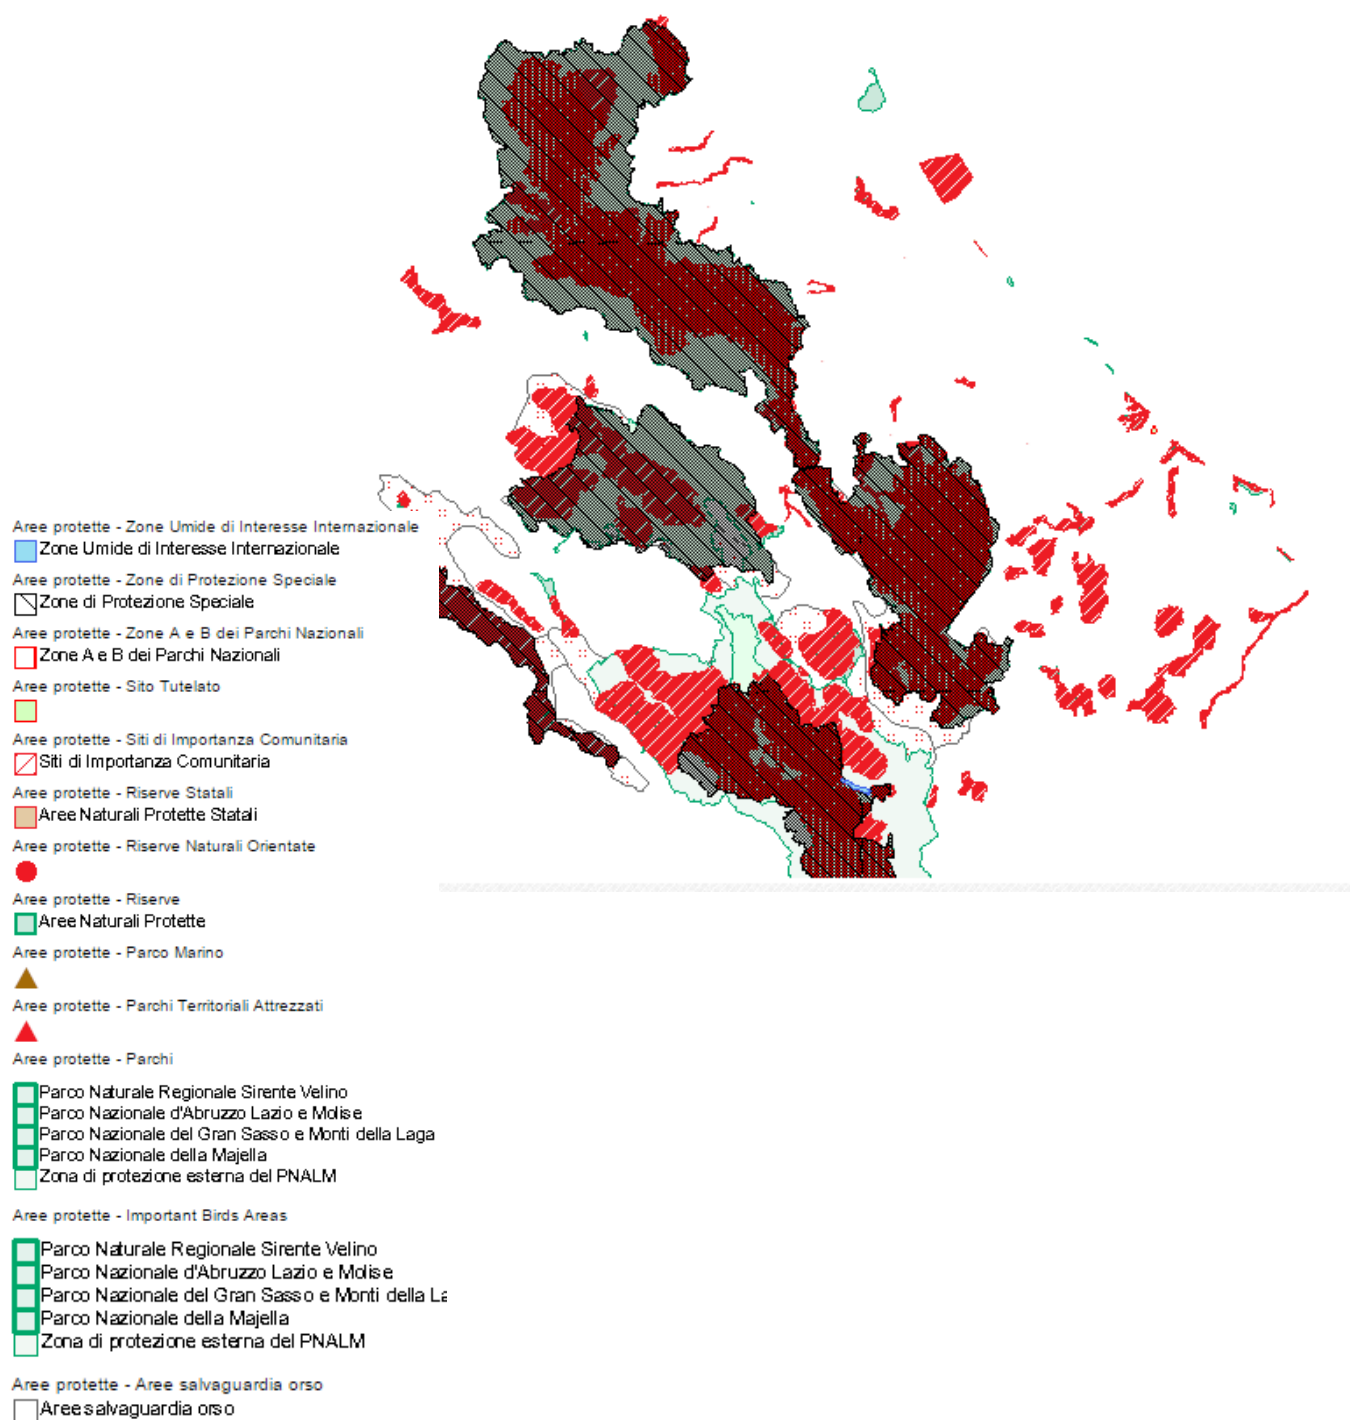 Aree protette - Zone Umide di Interesse Internazionale
Zone Umide di Interesse Internazionale
Aree protette - Zone di Protezione Speciale
Zone di Protezione Speciale
Aree protette - Zone A e B dei Parchi Nazionali
Zone A e B dei Parchi Nazionali
Aree protette - Sito Tutelato
Aree protette - Siti di Importanza Comunitaria
Siti di Importanza Comunitaria
Aree protette - Riserve Statali
Aree Naturali Protette Statali
Aree protette - Riserve Naturali Orientate
Aree protette - Riserve
Aree Naturali Protette
Aree protette - Parco Marino
Aree protette - Parchi Territoriali Attrezzati
Aree protette - Parchi
Parco Naturale Regionale Sirente Velino
Parco Nazionale d'Abruzzo Lazio e Molise
Parco Nazionale del Gran Sasso e Monti della Laga
Parco Nazionale della Majella
Zona di protezione esterna del PNALM
Aree protette - Important Birds Areas
Parco Naturale Regionale Sirente Velino
Parco Nazionale d'Abruzzo Lazio e Molise
Parco Nazionale del Gran Sasso e Monti della La
Parco Nazionale della Majella
Zona di protezione esterna del PNALM
Aree protette - Aree salvaguardia orso
Aree salvaguardia orso